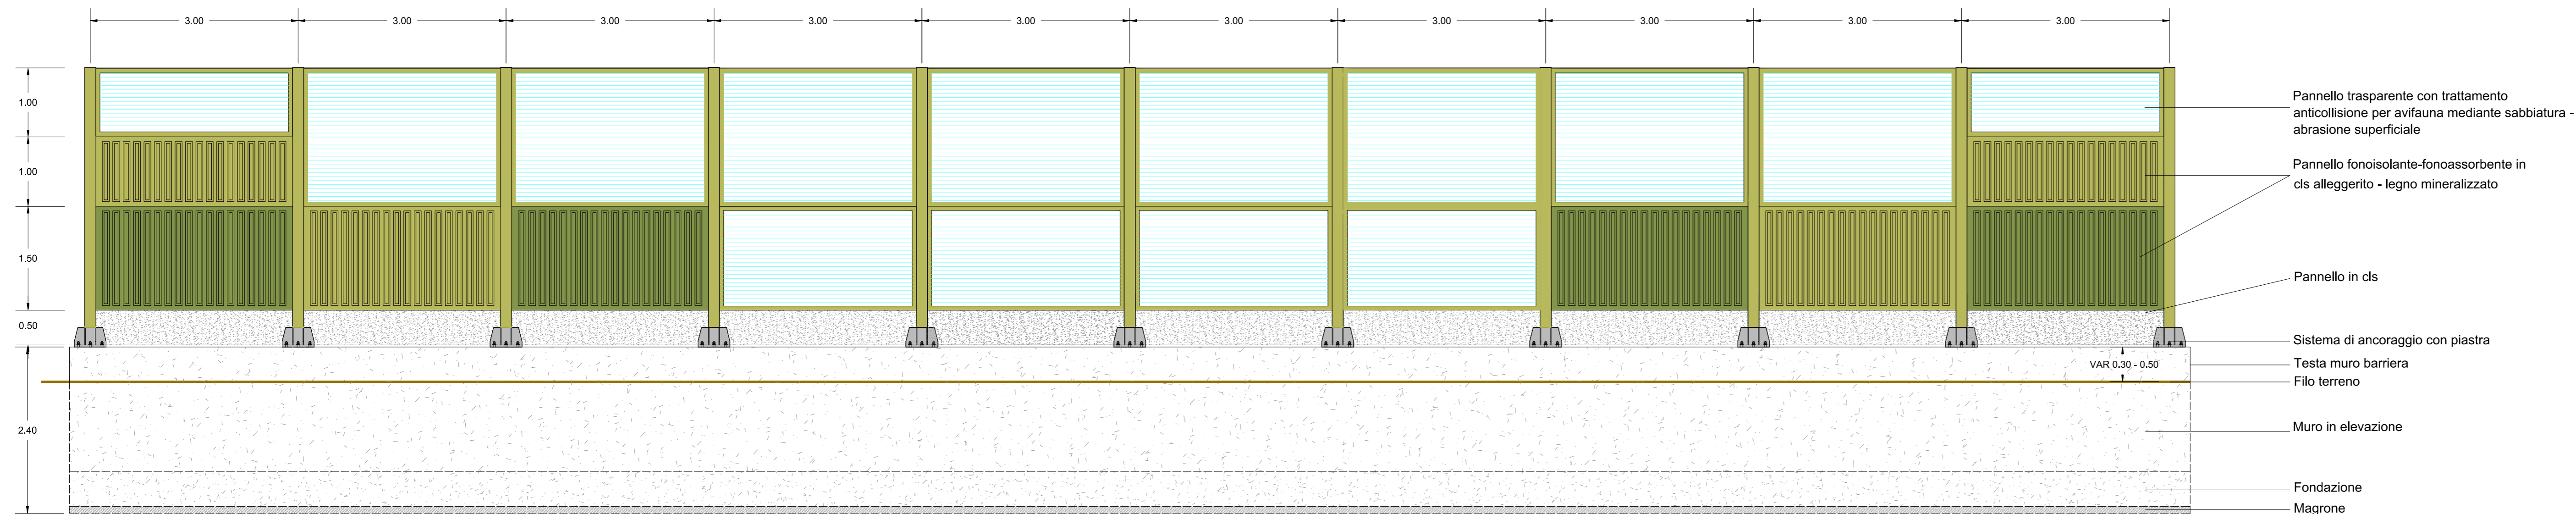 3.00
3.00
3.00
3.00
3.00
3.00
3.00
3.00
3.00
3.00
1.00
1.00
1.50
0.50
2.40
Pannello trasparente con trattamento
anticollisione per avifauna mediante sabbiatura -
abrasione superficiale
Pannello fonoisolante-fonoassorbente in
cls alleggerito - legno mineralizzato
Pannello in cls
Sistema di ancoraggio con piastra
VAR 0.30 - 0.50
Testa muro barriera
Filo terreno
Muro in elevazione
Fondazione
Magrone